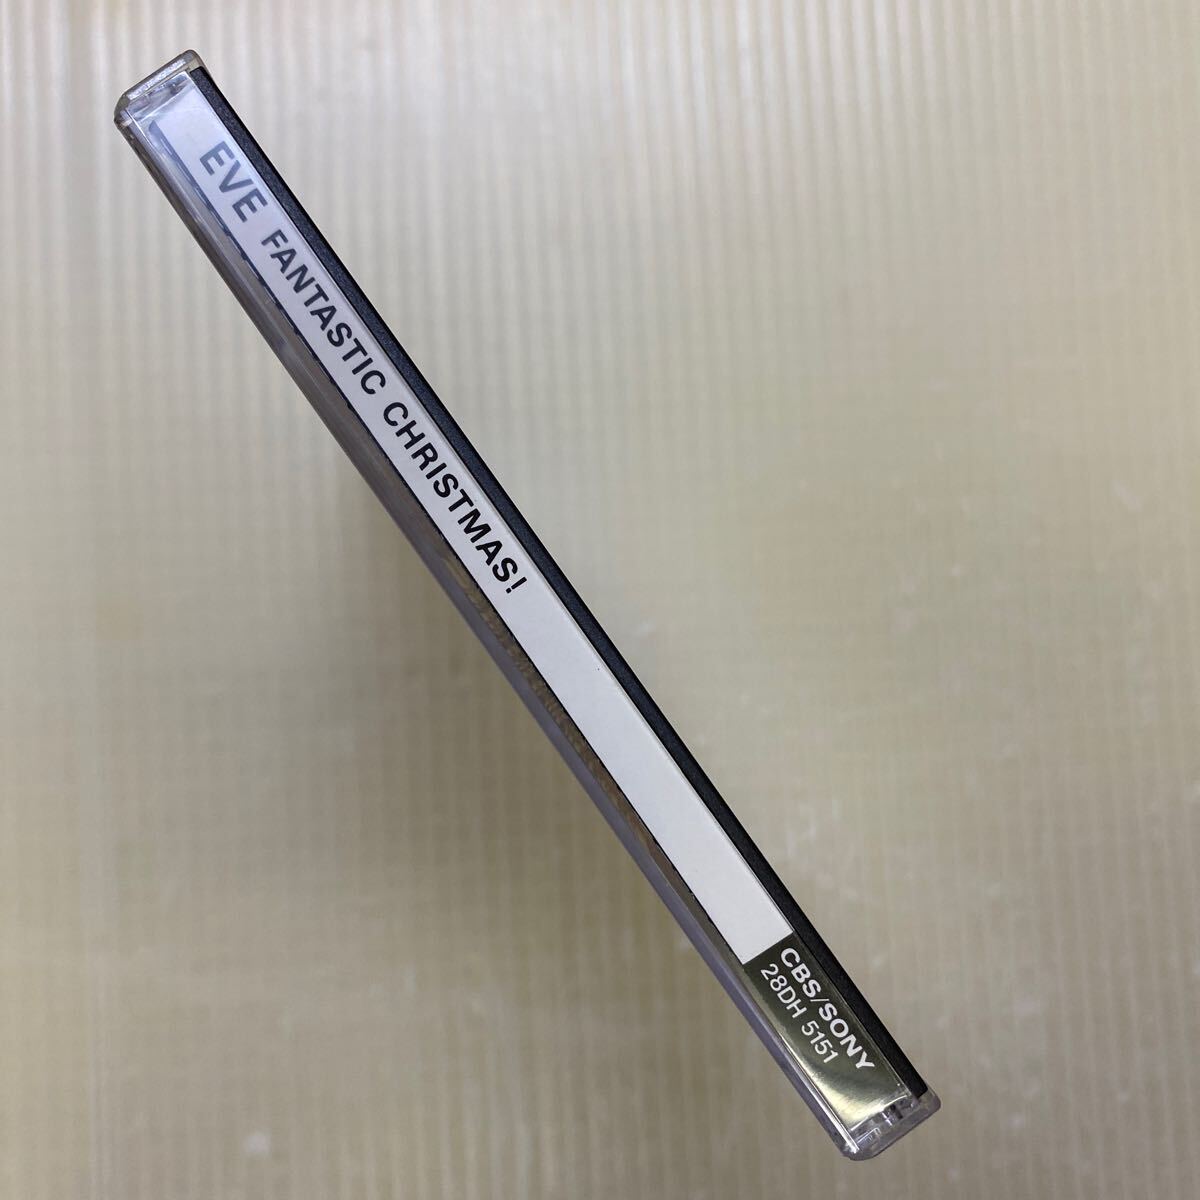 EVE FANTASTIC CHRISTMAS!
CBS/SONY
28DH 5151